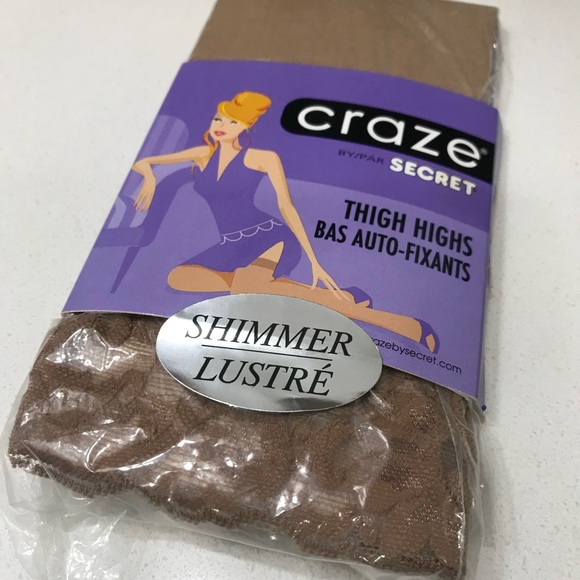 craze®
BY/PAR SECRET
THIGH HIGHS
BAS AUTO-FIXANTS
SHIMMER
LUSTRÉ
azebysecret.com